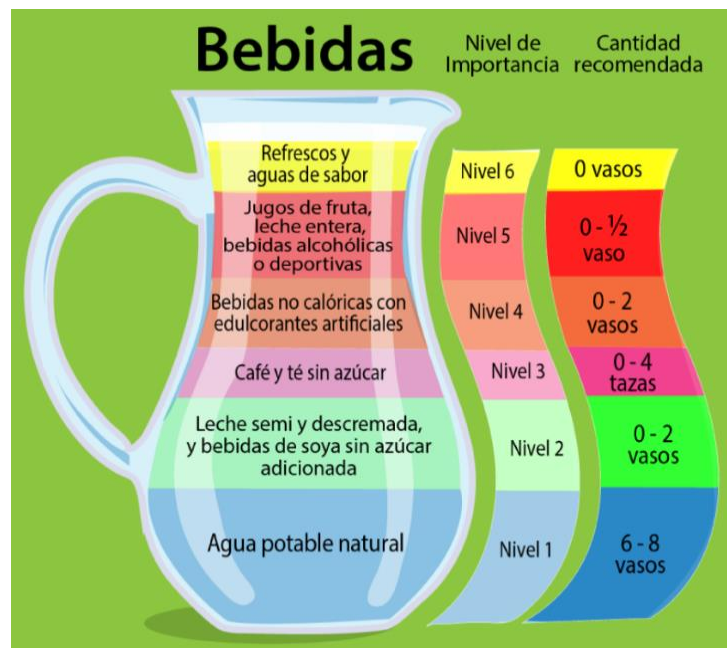 Bebidas
Nivel de
Importancia
Cantidad
recomendada
Refrescos y
aguas de sabor
Nivel 6
0 vasos
Jugos de fruta,
leche entera,
bebidas alcohólicas
o deportivas
Nivel 5
0 - ½
vaso
Bebidas no calóricas con
edulcorantes artificiales
Nivel 4
0 - 2
vasos
Café y té sin azúcar
Nivel 3
0 - 4
tazas
Leche semi y descremada,
y bebidas de soya sin azúcar
adicionada
Nivel 2
0 - 2
vasos
Agua potable natural
Nivel 1
6 - 8
vasos